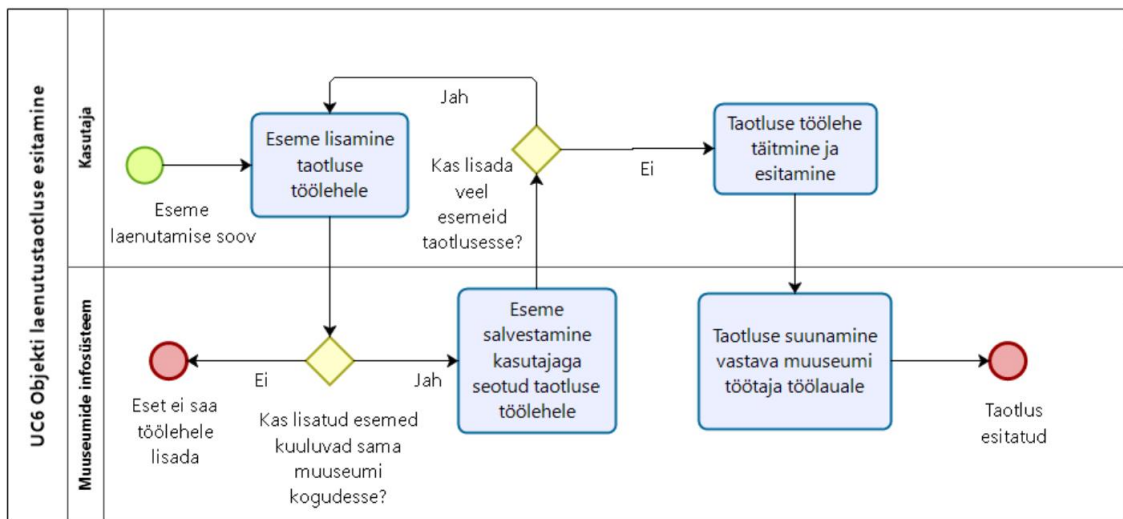 UC6 Objekti laenutustaotluse esitamine
Kasutaja
Eseme
laenutamise soov
Eseme lisamine
taotluse
töölehele
Jah
Kas lisada
veel
esemeid
taotlusesse?
Ei
Taotluse töölehe
täitmine ja
esitamine
Muuseumide infosüsteem
Ei
Eset ei saa
töölehele
lisada
Jah
Kas lisatud esemed
kuuluvad sama
muuseumi
kogudesse?
Eseme
salvestamine
kasutajaga
seotud taotluse
töölehele
Taotluse suunamine
vastava muuseumi
töötaja töölauale
Taotlus
esitatud